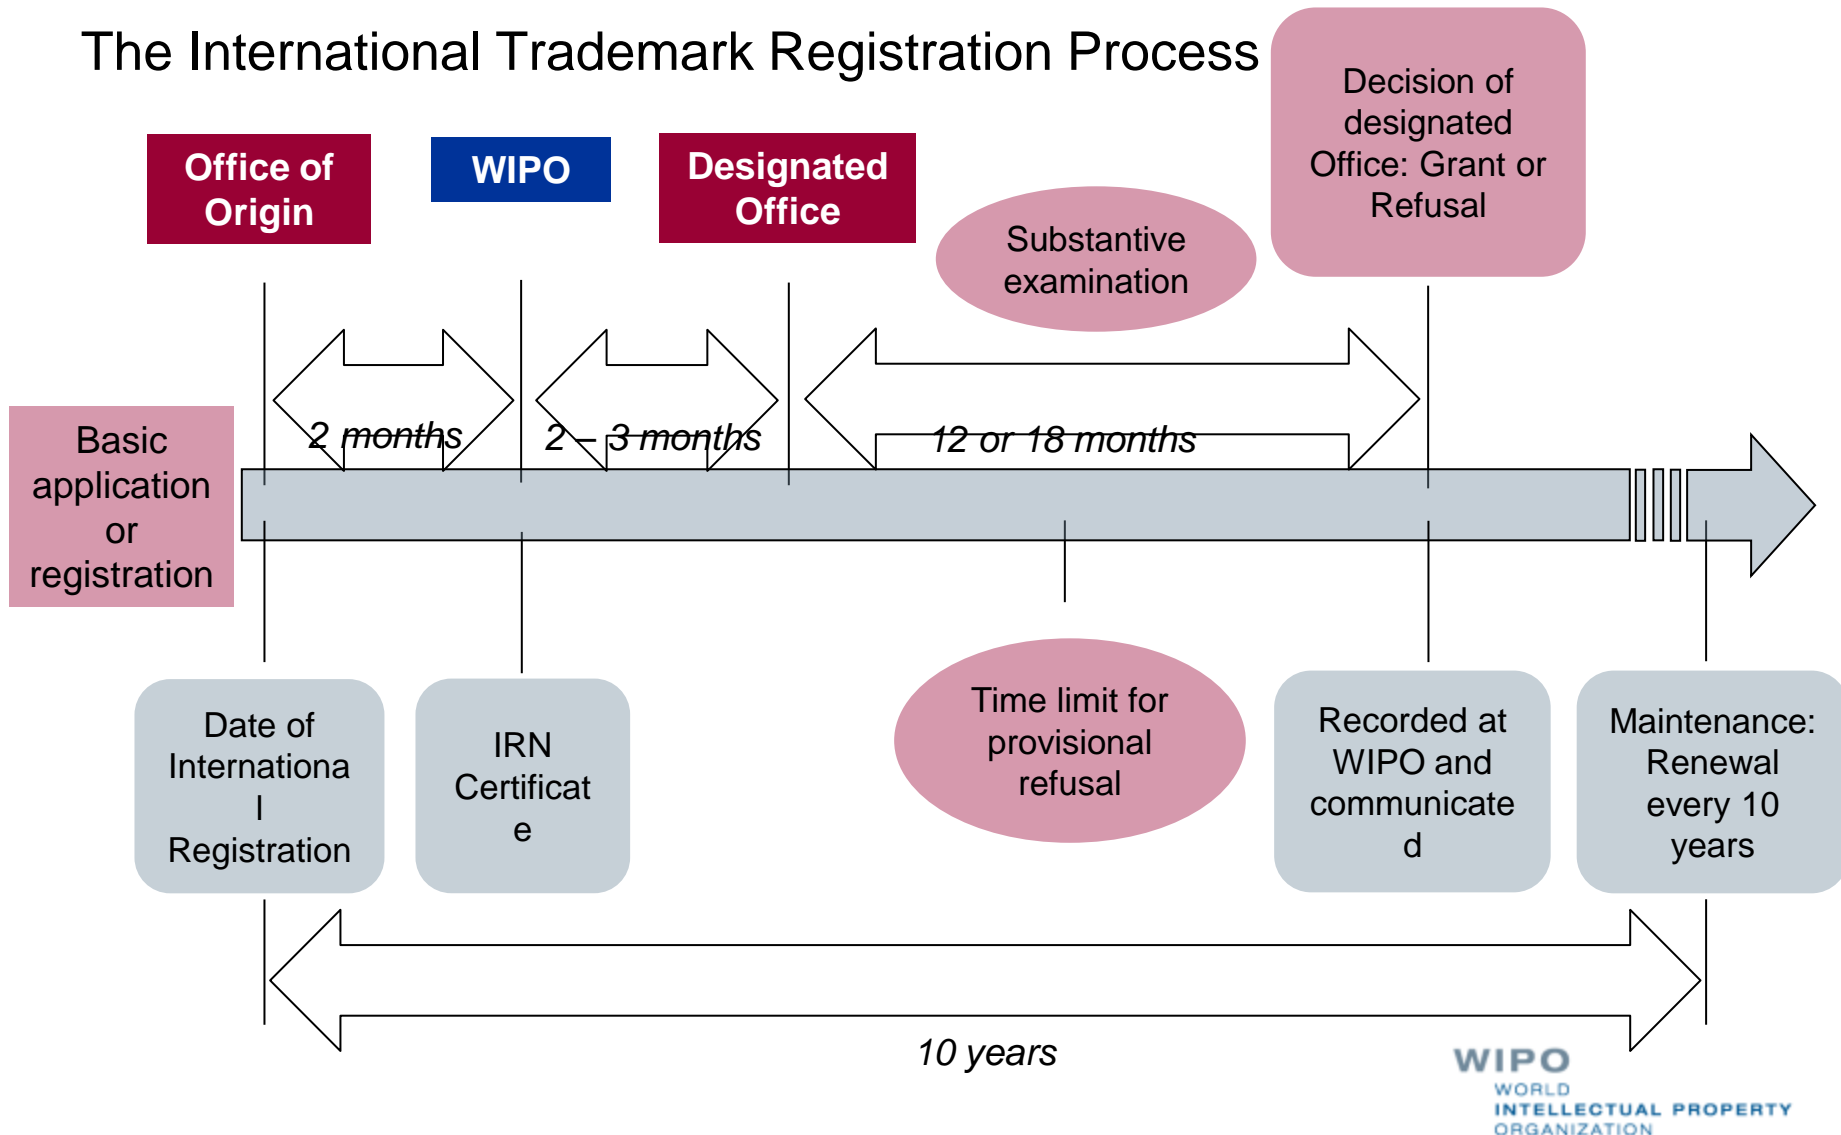 The International Trademark Registration Process
Decision of
designated
Office: Grant or
Refusal
Office of
Origin
WIPO
Designated
Office
Substantive
examination
2 months
2 – 3 months
12 or 18 months
Basic
application
or
registration
Date of
Internationa
l
Registration
IRN
Certificat
e
Time limit for
provisional
refusal
Recorded at
WIPO and
communicate
d
Maintenance:
Renewal
every 10
years
10 years
WIPO
WORLD
INTELLECTUAL PROPERTY
ORGANIZATION